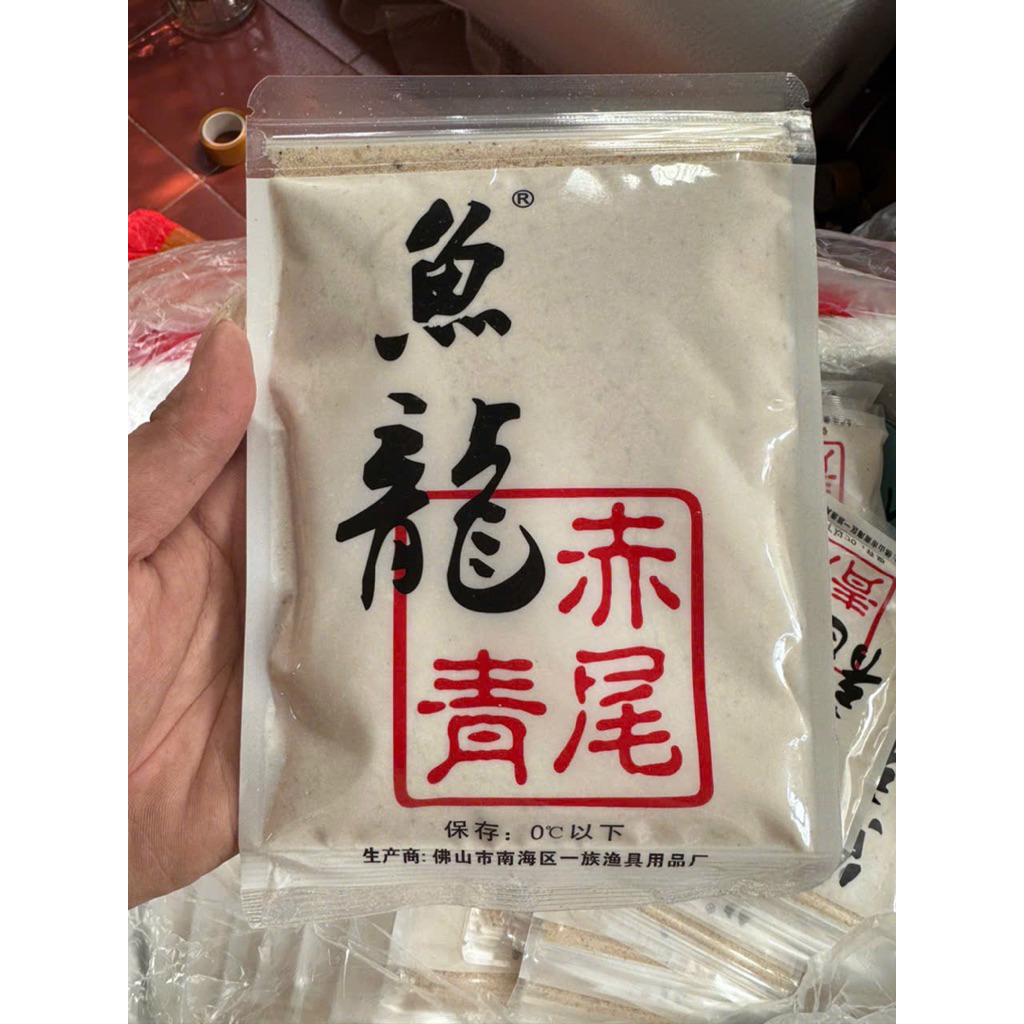 魚龍®
赤尾
青
保存：0℃以下
生产商：佛山市南海区一族渔具用品厂